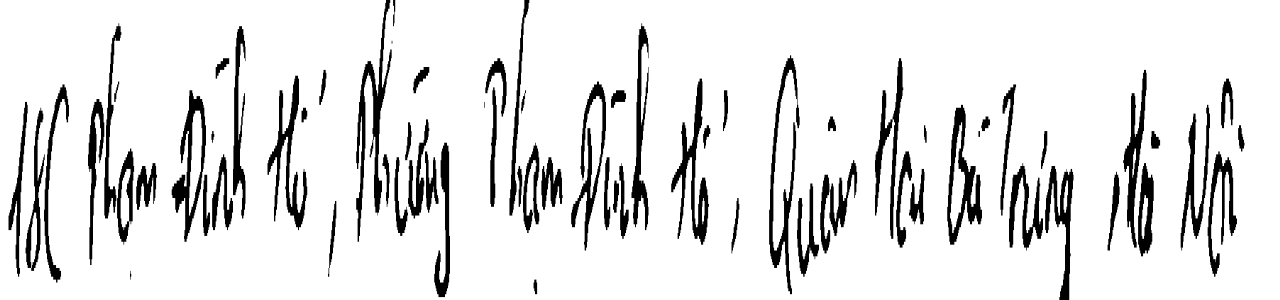 18C Phạm Đình Hổ, Phường Phạm Đình Hổ, Quận Hai Bà Trưng, Hà Nội